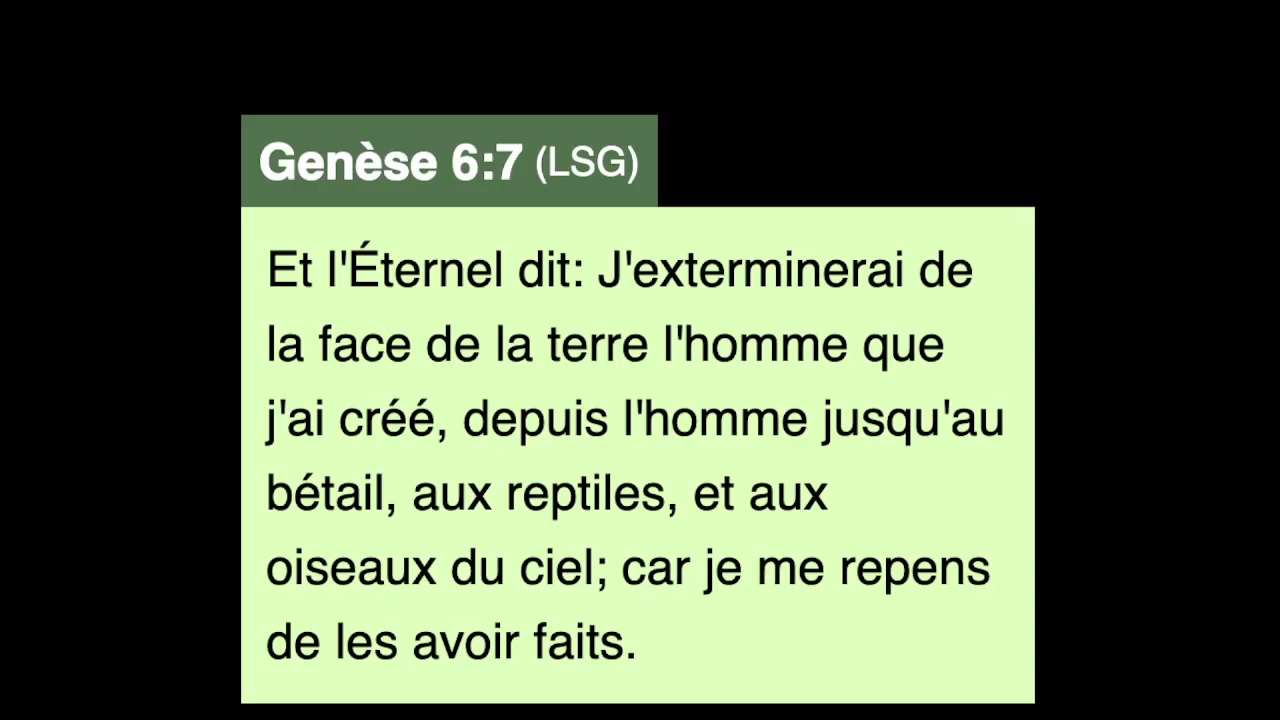 Genèse 6:7 (LSG)
Et l'Éternel dit: J'exterminerai de
la face de la terre l'homme que
j'ai créé, depuis l'homme jusqu'au
bétail, aux reptiles, et aux
oiseaux du ciel; car je me repens
de les avoir faits.